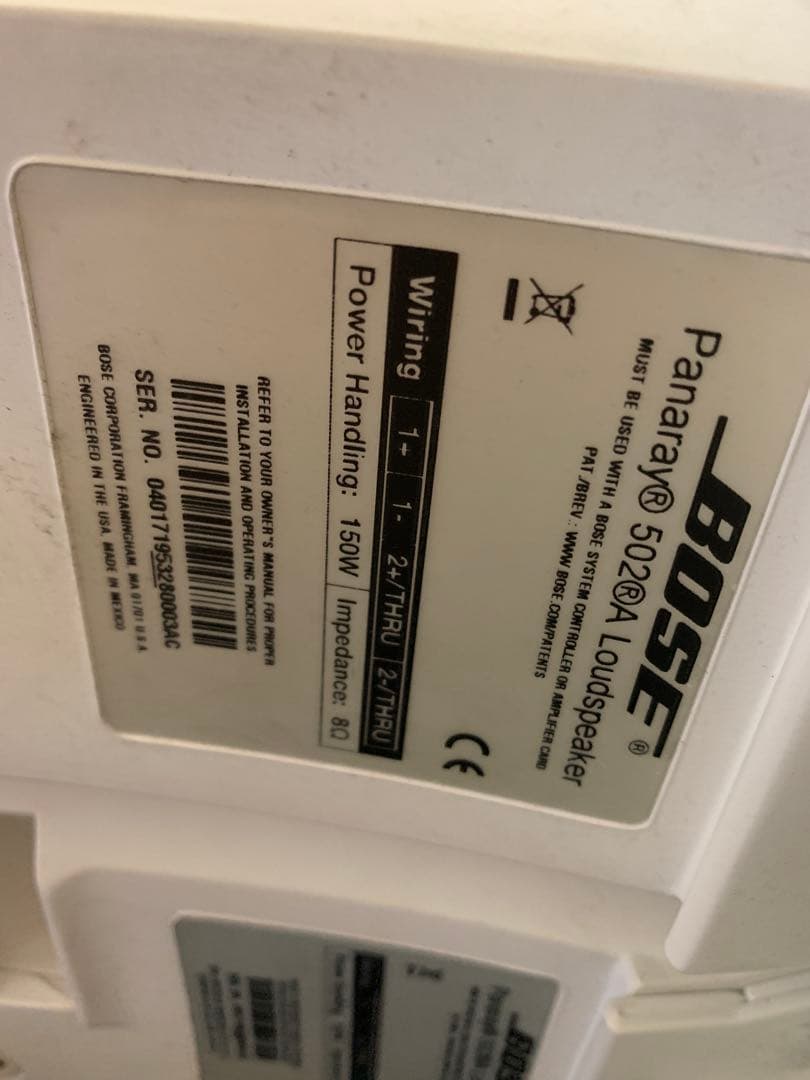 BOSE®
Panaray® 502®A Loudspeaker
MUST BE USED WITH A BOSE SYSTEM CONTROLLER OR AMPLIFIER CARD
PAT./BREV.: WWW.BOSE.COM/PATENTS
CE
Wiring 1+ 1- 2+/THRU 2-/THRU
Power Handling: 150W Impedance: 8Ω
REFER TO YOUR OWNER"S MANUAL FOR PROPER
INSTALLATION AND OPERATING PROCEDURES
SER. NO. 040171953280003AC
BOSE CORPORATION FRAMINGHAM, MA 01701 U.S.A.
ENGINEERED IN THE USA, MADE IN MEXICO
BOSE